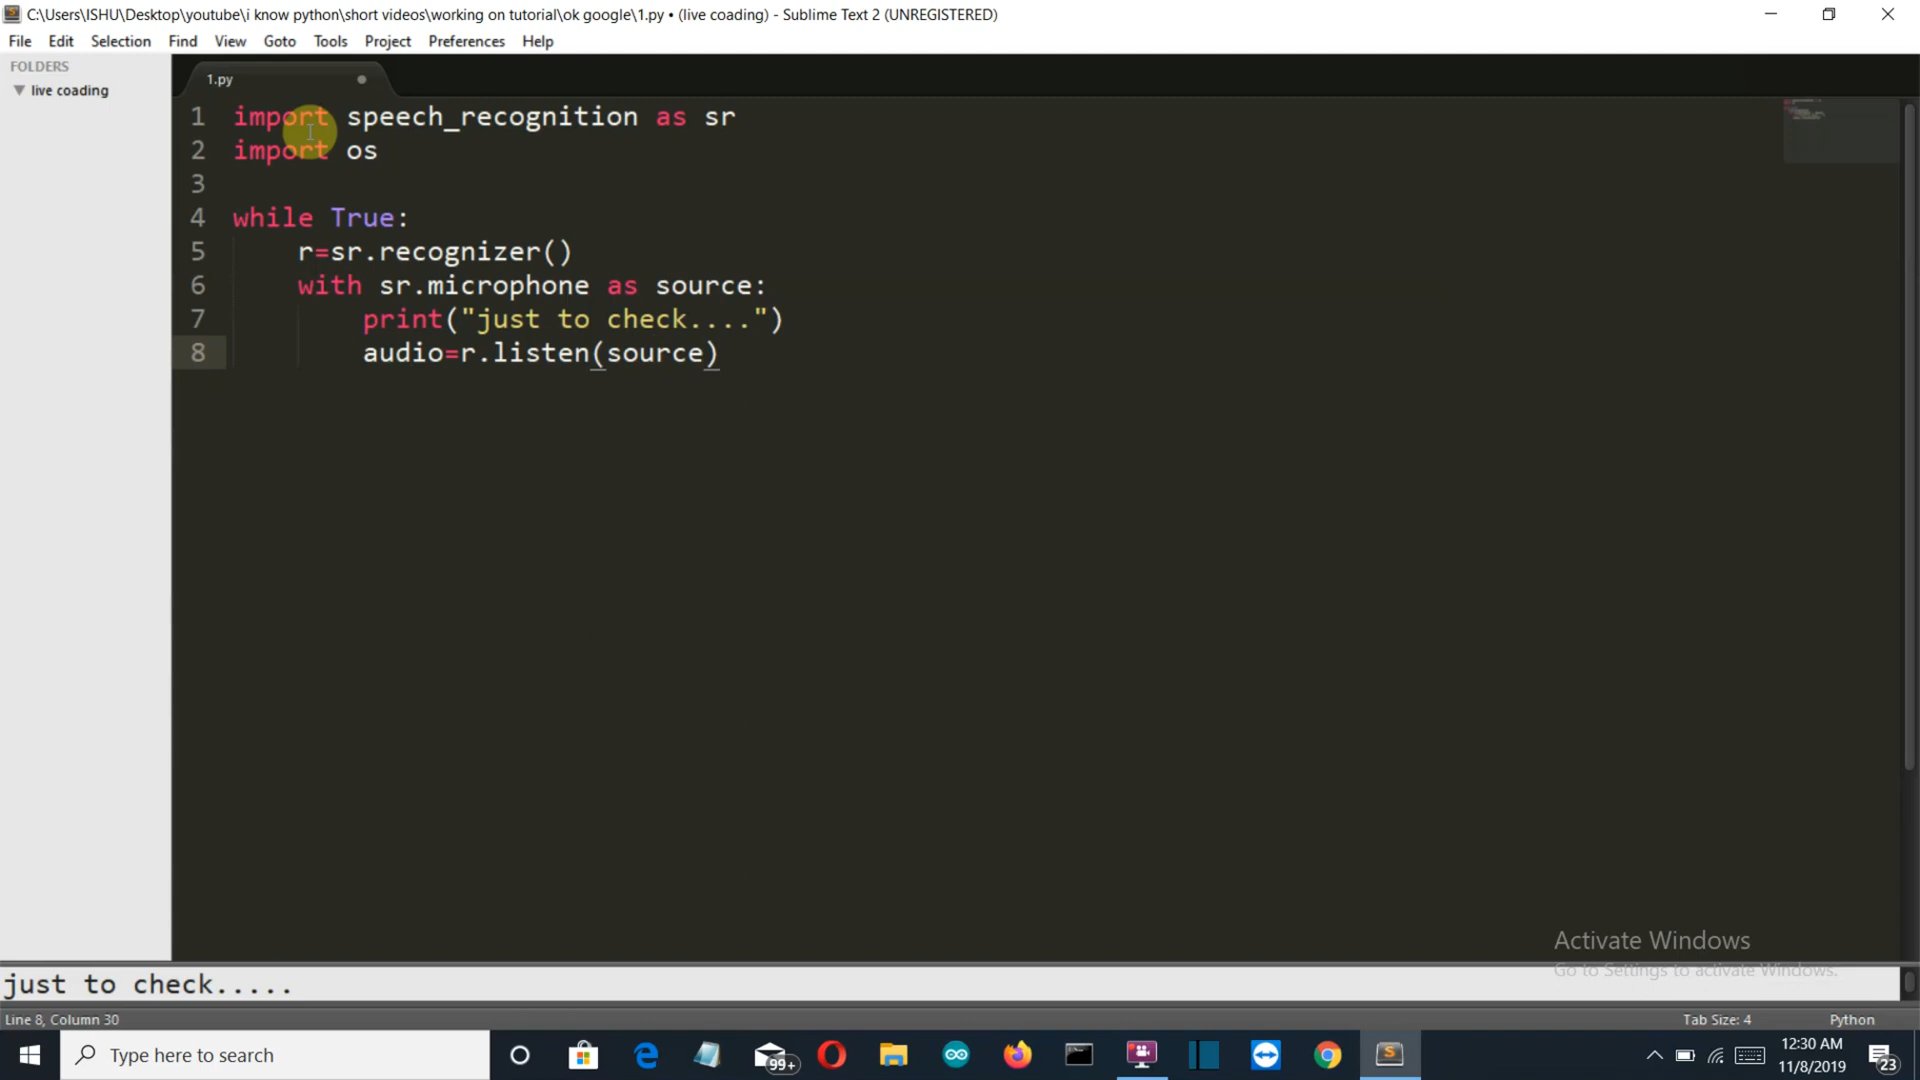 C:\Users\ISHU\Desktop\youtube\i know python\short videos\working on tutorial\ok google\1.py • (live coading) - Sublime Text 2 (UNREGISTERED)
File Edit Selection Find View Goto Tools Project Preferences Help
FOLDERS
live coading
1.py
1 import speech_recognition as sr
2 import os
3
4 while True:
5 r=sr.recognizer()
6 with sr.microphone as source:
7 print("just to check....")
8 audio=r.listen(source)
Activate Windows
Go to Settings to activate Windows.
just to check.....
Line 8, Column 30
Tab Size: 4
Python
Type here to search
99+
12:30 AM
11/8/2019
23